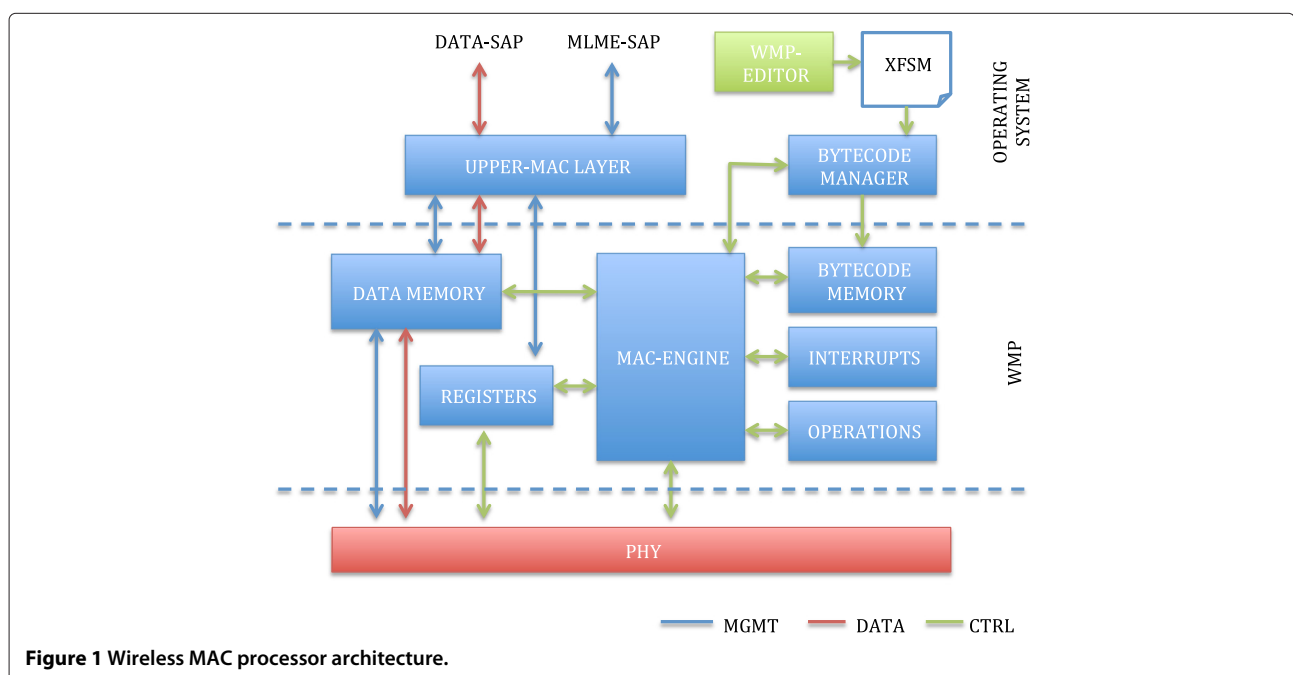 DATA-SAP
MLME-SAP
WMP-
EDITOR
XFSM
OPERATING
SYSTEM
UPPER-MAC LAYER
BYTECODE
MANAGER
DATA MEMORY
MAC-ENGINE
BYTECODE
MEMORY
INTERRUPTS
WMP
REGISTERS
OPERATIONS
PHY
MGMT
DATA
CTRL
Figure 1 Wireless MAC processor architecture.